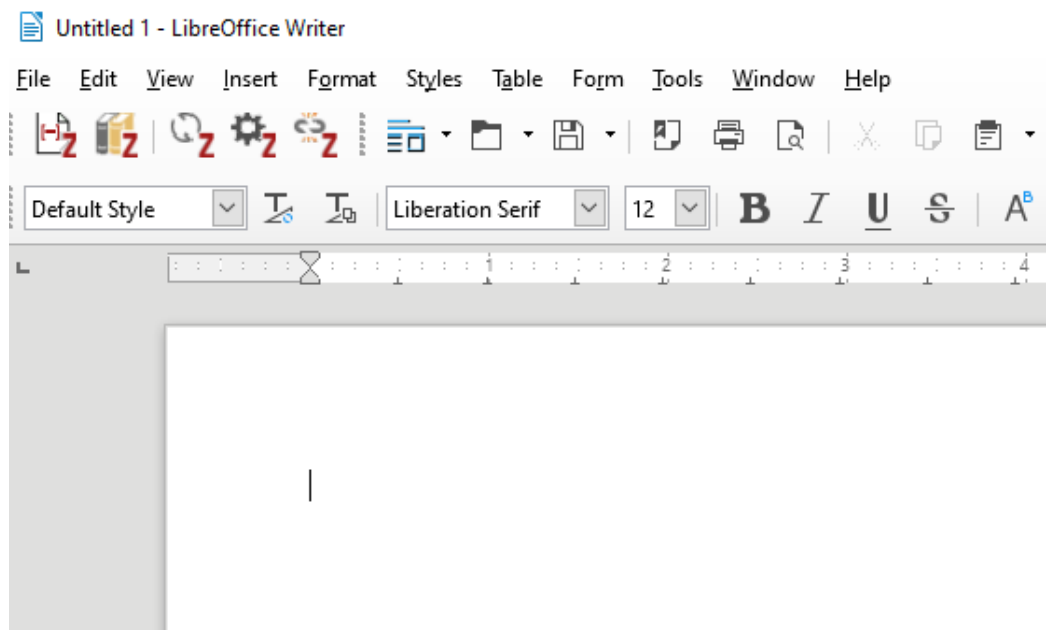 Untitled 1 - LibreOffice Writer
File Edit View Insert Format Styles Table Form Tools Window Help
Default Style Liberation Serif 12 B I U S A B
1 2 3 4